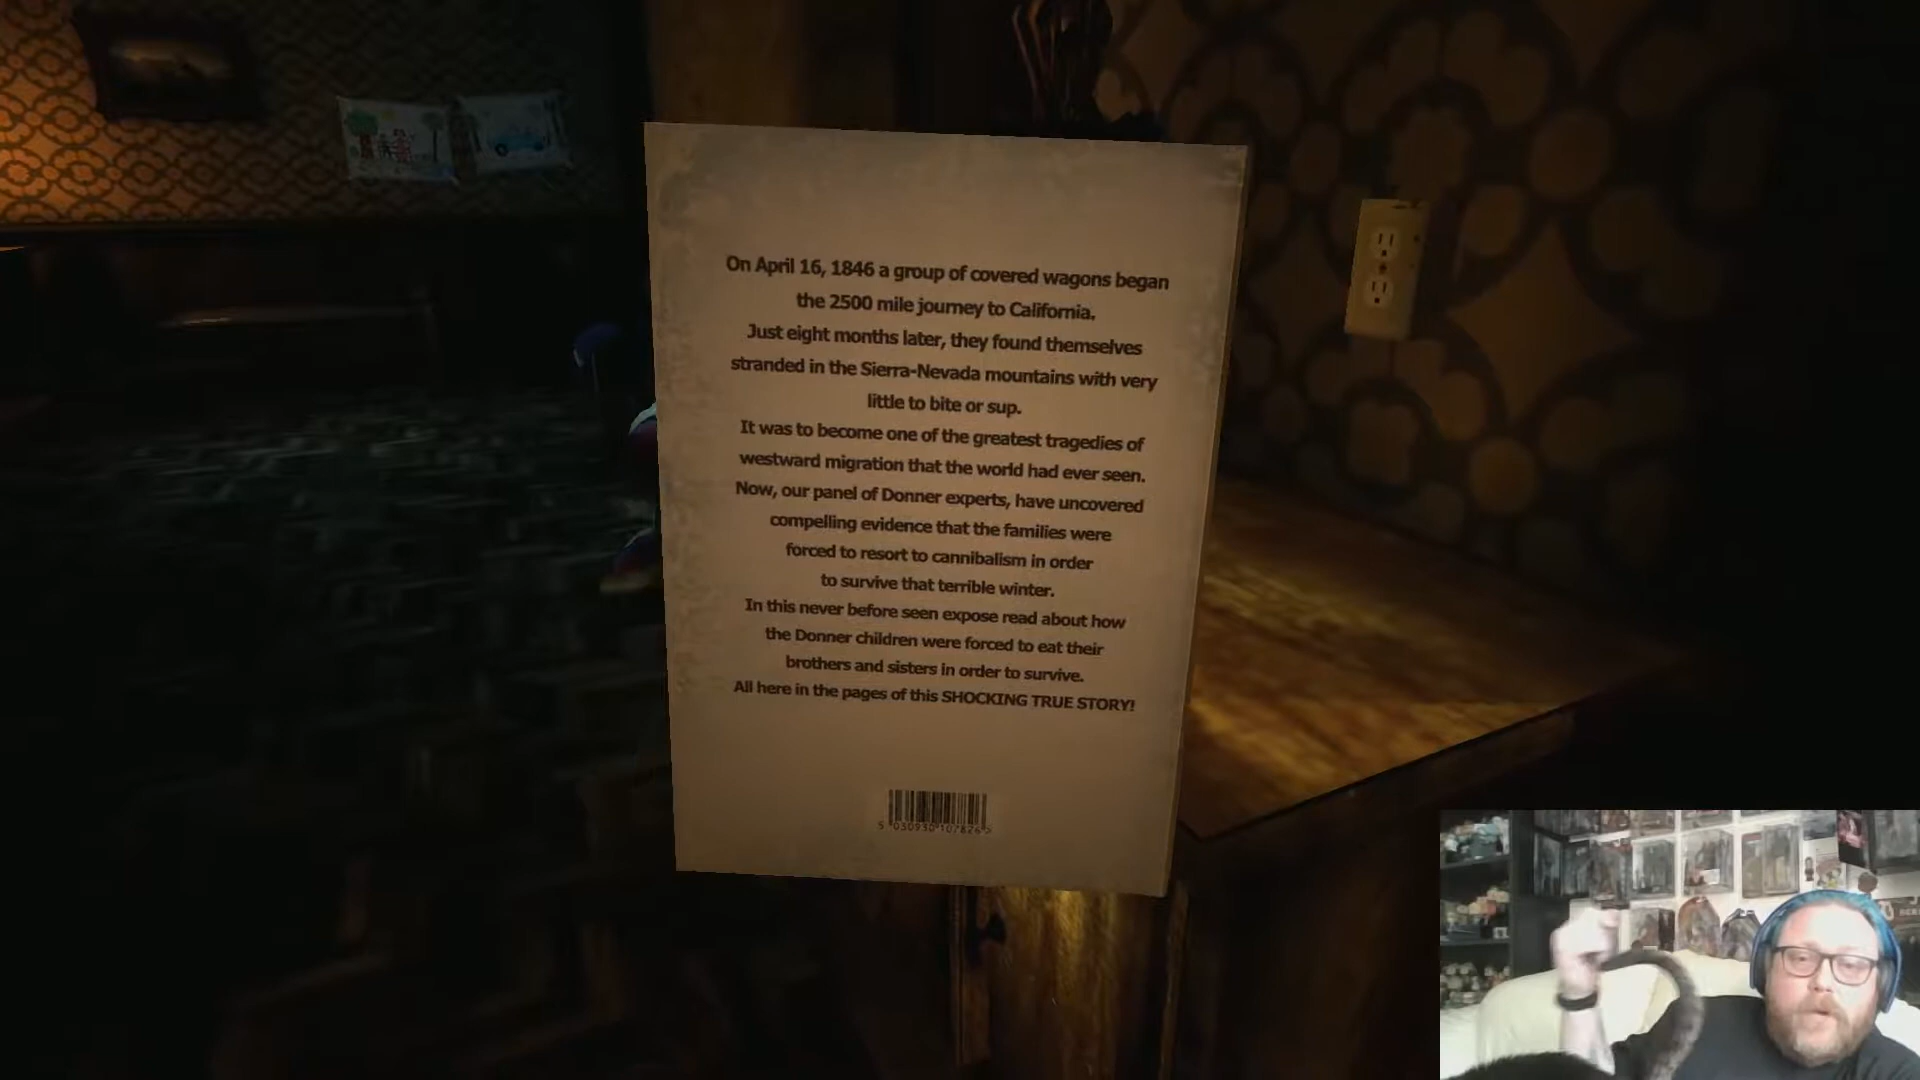 On April 16, 1846 a group of covered wagons began
the 2500 mile journey to California.
Just eight months later, they found themselves
stranded in the Sierra-Nevada mountains with very
little to bite or sup.
It was to become one of the greatest tragedies of
westward migration that the world had ever seen.
Now, our panel of Donner experts, have uncovered
compelling evidence that the families were
forced to resort to cannibalism in order
to survive that terrible winter.
In this never before seen expose read about how
the Donner children were forced to eat their
brothers and sisters in order to survive.
All here in the pages of this SHOCKING TRUE STORY!
5 030930 107826